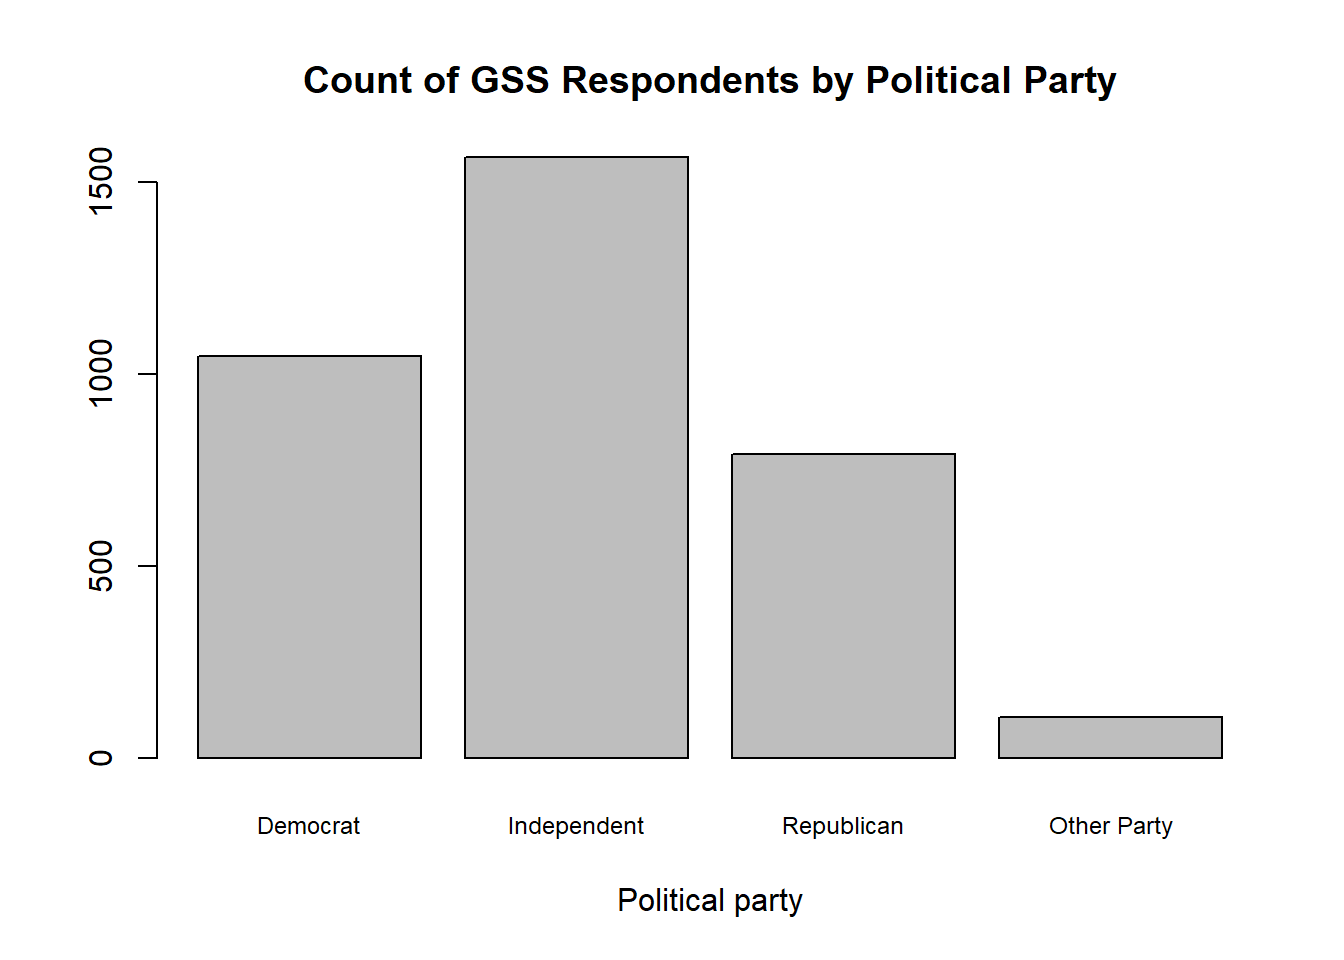 Count of GSS Respondents by Political Party
1500
1000
500
0
Democrat Independent Republican Other Party
Political party